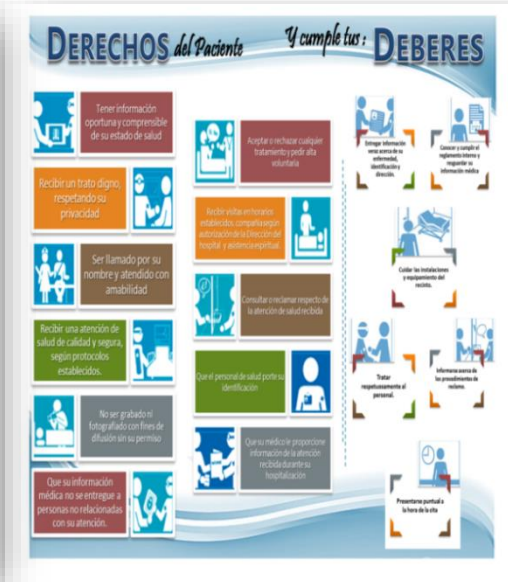 DERECHOS del Paciente
Y cumple tus :
DEBERES
Tener información
oportuna y comprensible
de su estado de salud
Recibir un trato digno,
respetando su
privacidad
Ser llamado por su
nombre y atendido con
amabilidad
Recibir una atención de
salud de calidad y segura,
según protocolos
establecidos.
No ser grabado ni
fotografiado con fines de
difusión sin su permiso
Que su información
médica no se entregue a
personas no relacionadas
con su atención.
Aceptar o rechazar cualquier
tratamiento y pedir alta
voluntaria
Recibir visitas en horarios
establecidos, compañía según
autorización de la Dirección del
hospital y asistencia espiritual.
Consultar o reclamar respecto de
la atención de salud recibida
Que el personal de salud porte su
identificación
Que su médico le proporcione
información de la atención
recibida durante su
hospitalización
Entregar información
veraz acerca de su
enfermedad,
identificación y
dirección.
Conocer y cumplir el
reglamento interno y
resguardar su
información médica
Cuidar las instalaciones
y equipamiento del
recinto.
Tratar
respetuosamente al
personal.
Informarse acerca de
los procedimientos de
reclamo.
Presentarse puntual a
la hora de la cita